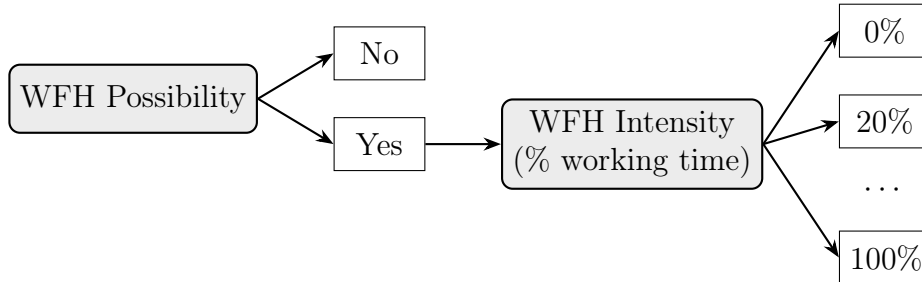 WFH Possibility
No
Yes
WFH Intensity
(% working time)
0%
20%
...
100%